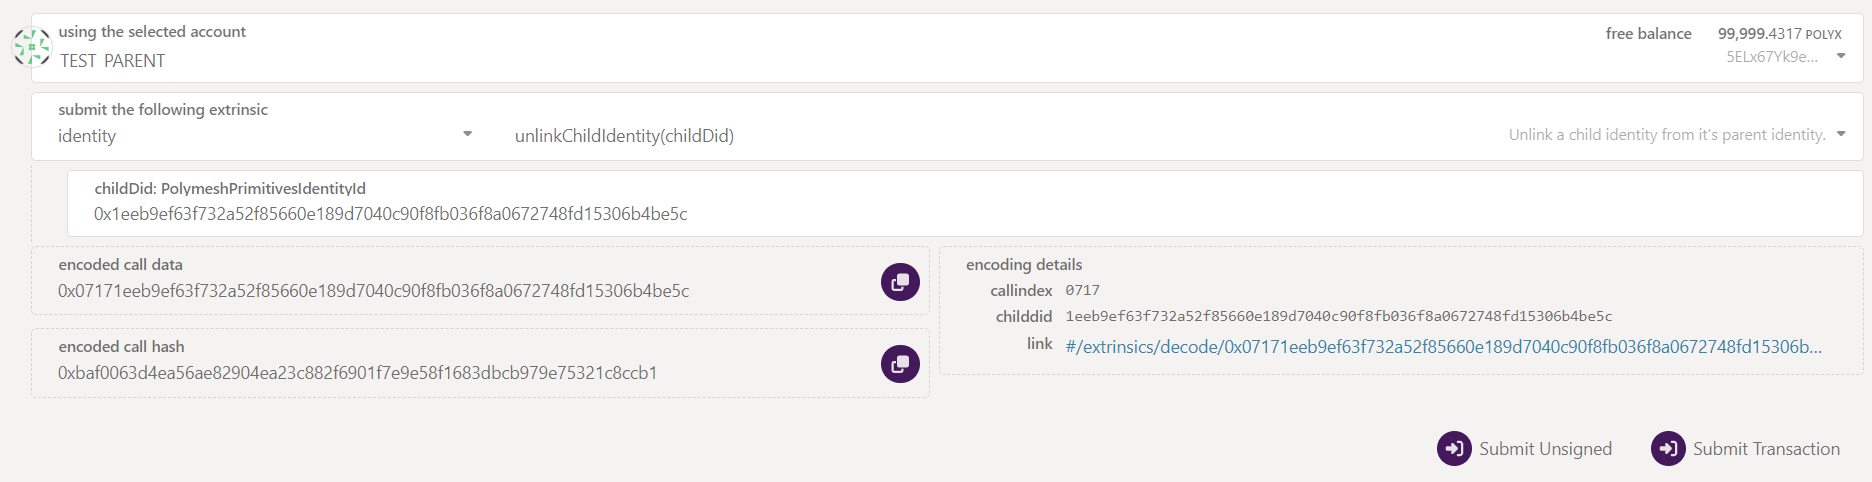 using the selected account
TEST PARENT
free balance 99,999.4317 POLYX
5ELx67Yk9e...
submit the following extrinsic
identity
unlinkChildIdentity(childDid)
Unlink a child identity from it's parent identity.
childDid: PolymeshPrimitivesIdentityId
0x1eeb9ef63f732a52f85660e189d7040c90f8fb036f8a0672748fd15306b4be5c
encoded call data
0x07171eeb9ef63f732a52f85660e189d7040c90f8fb036f8a0672748fd15306b4be5c
encoded call hash
0xbaf0063d4ea56ae82904ea23c882f6901f7e9e58f1683dbcb979e75321c8ccb1
encoding details
callindex 0717
childdid 1eeb9ef63f732a52f85660e189d7040c90f8fb036f8a0672748fd15306b4be5c
link #/extrinsics/decode/0x07171eeb9ef63f732a52f85660e189d7040c90f8fb036f8a0672748fd15306b...
Submit Unsigned
Submit Transaction